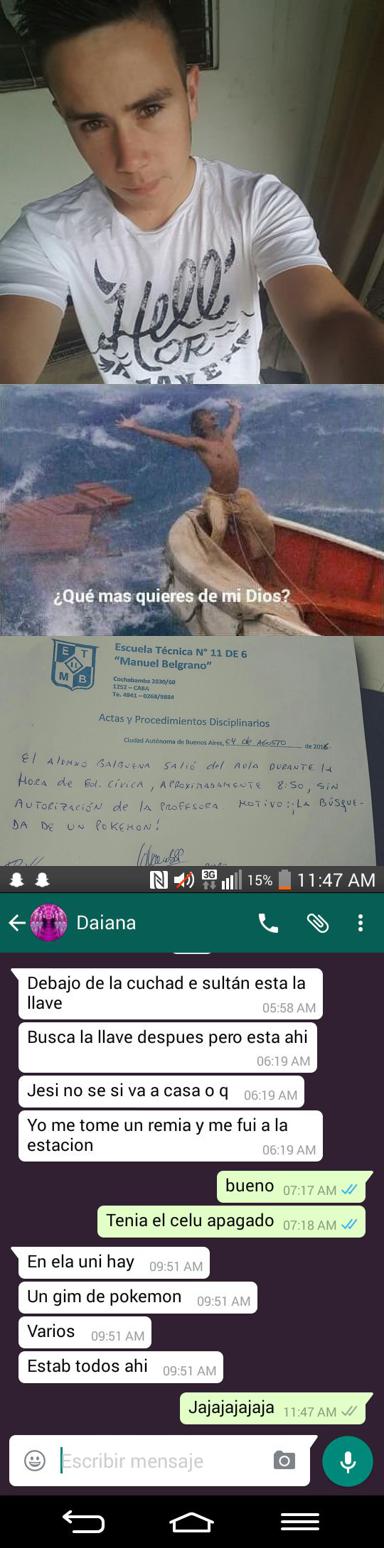 Hell
OR
¿Qué mas quieres de mi Dios?
E T
11
M B
Escuela Técnica N° 11 DE 6
"Manuel Belgrano"
Cochabamba 2830/60
1252 - CABA
Te. 4941 - 0268/9884
Actas y Procedimientos Disciplinarios
Ciudad Autónoma de Buenos Aires, 04 de AGOSTO de 2016
El Alumno BALBUENA SALIÓ del AULA DURANTE la
HORA de Ed. CÍVICA, APROXIMADAMENTE 8:50, SIN
AUTORIZACIÓN de la PROFESORA. MOTIVO: ¡LA BÚSQUE-
DA DE UN POKEMON!
3G
15%
11:47 AM
Daiana
Debajo de la cuchad e sultán esta la
llave 05:58 AM
Busca la llave despues pero esta ahi
06:19 AM
Jesi no se si va a casa o q 06:19 AM
Yo me tome un remia y me fui a la
estacion 06:19 AM
bueno 07:17 AM
Tenia el celu apagado 07:18 AM
En ela uni hay 09:51 AM
Un gim de pokemon 09:51 AM
Varios 09:51 AM
Estab todos ahi 09:51 AM
Jajajajajaja 11:47 AM
Escribir mensaje